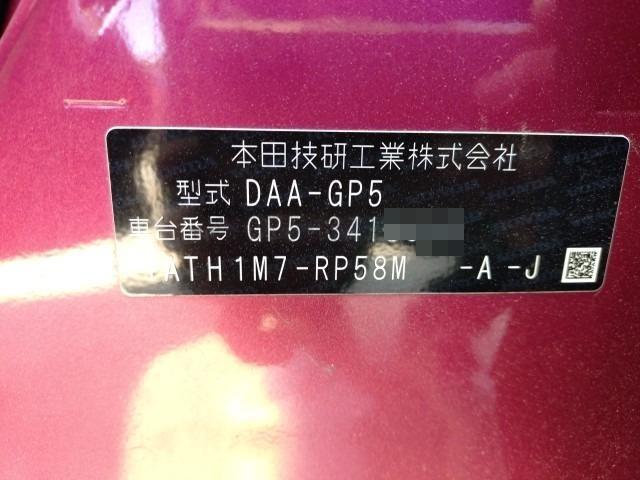 本田技研工業株式会社
型式 DAA-GP5
車台番号 GP5-341
ATH1M7-RP58M -A -J